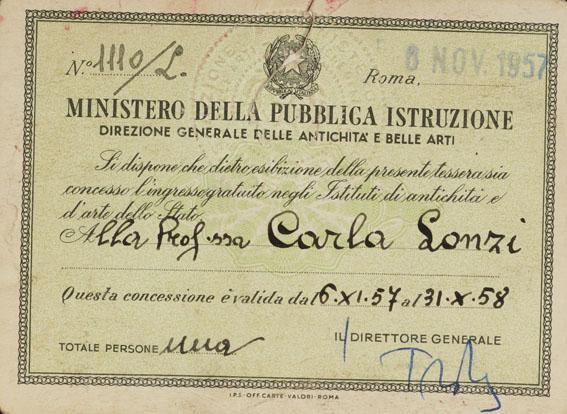 N.º 1110/L.
Roma, 6 NOV. 1957
MINISTERO DELLA PUBBLICA ISTRUZIONE
DIREZIONE GENERALE DELLE ANTICHITA' E BELLE ARTI
Si dispone, che dietro esibizione della presente tessera sia
concesso l'ingresso gratuito negli Istituti di antichità e
d'arte dello Stato,
Alla Prof.ssa Carla Lonzi
Questa concessione è valida dal 6.XI.57 al 31.X.58
IL DIRETTORE GENERALE
TOTALE PERSONE una
I.P.S. - OFF. CARTE - VALORI - ROMA